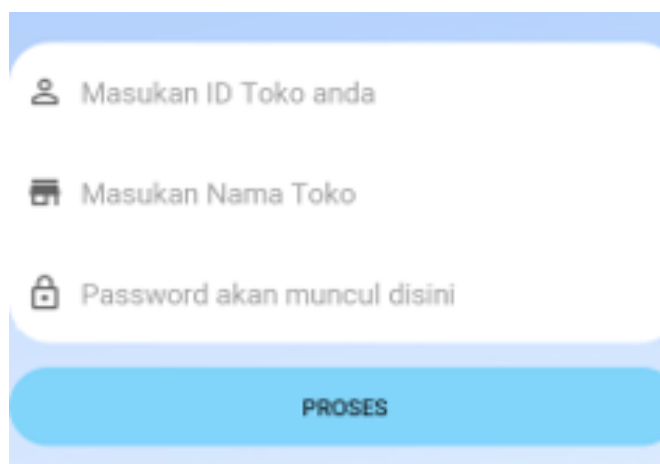 Masukan ID Toko anda
Masukan Nama Toko
Password akan muncul disini
PROSES